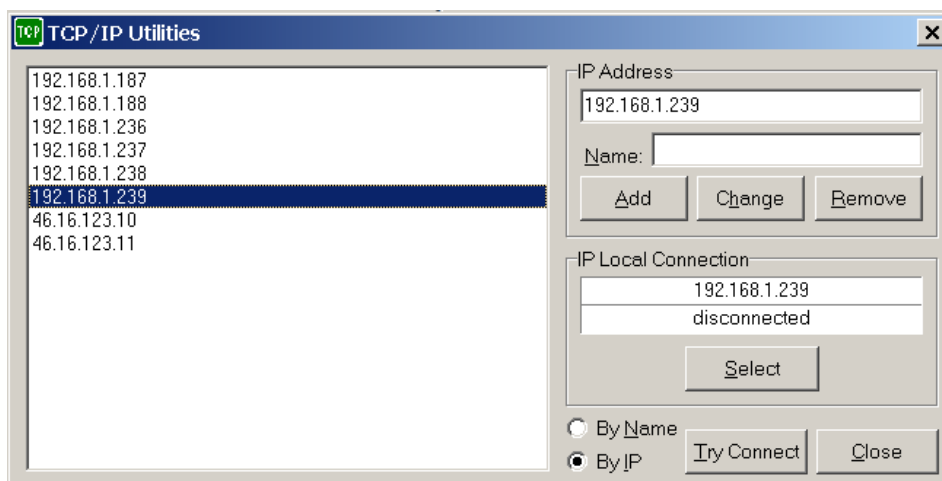 TCP TCP/IP Utilities
192.168.1.187
192.168.1.188
192.168.1.236
192.168.1.237
192.168.1.238
192.168.1.239
46.16.123.10
46.16.123.11
IP Address
192.168.1.239
Name:
Add Change Remove
IP Local Connection
192.168.1.239
disconnected
Select
By Name
By IP
Try Connect Close